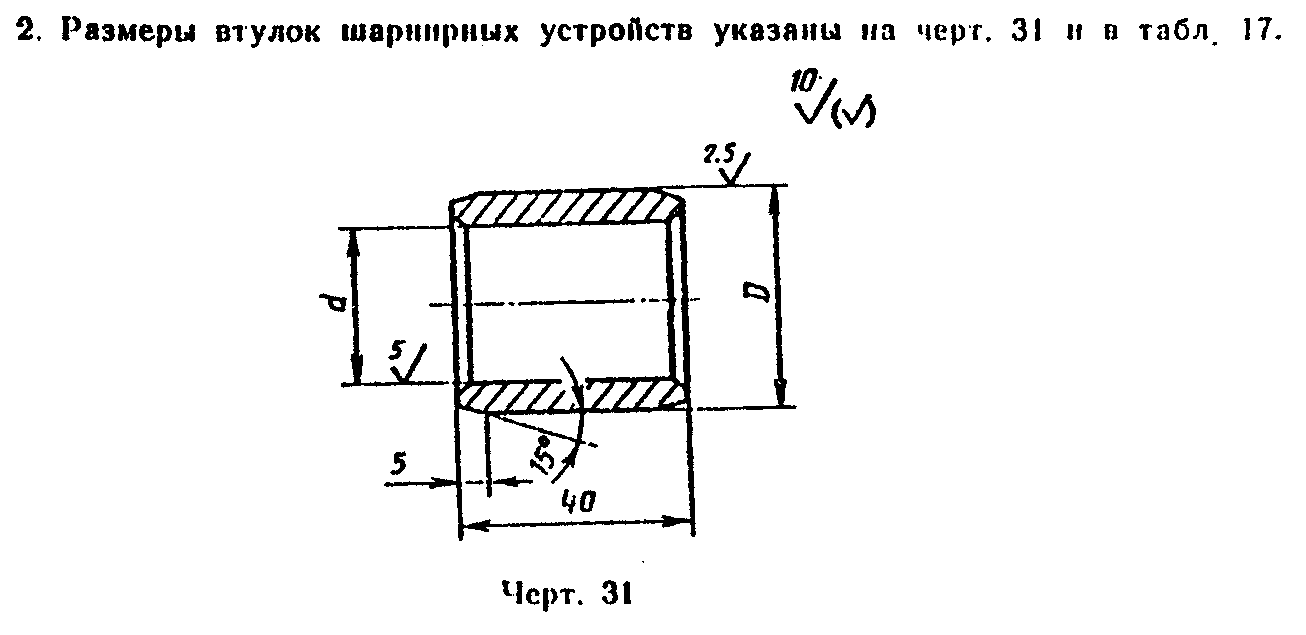 2. Размеры втулок шарнирных устройств указаны на черт. 31 и в табл. 17.
10 (√)
2.5
d
D
5
15°
5
40
Черт. 31